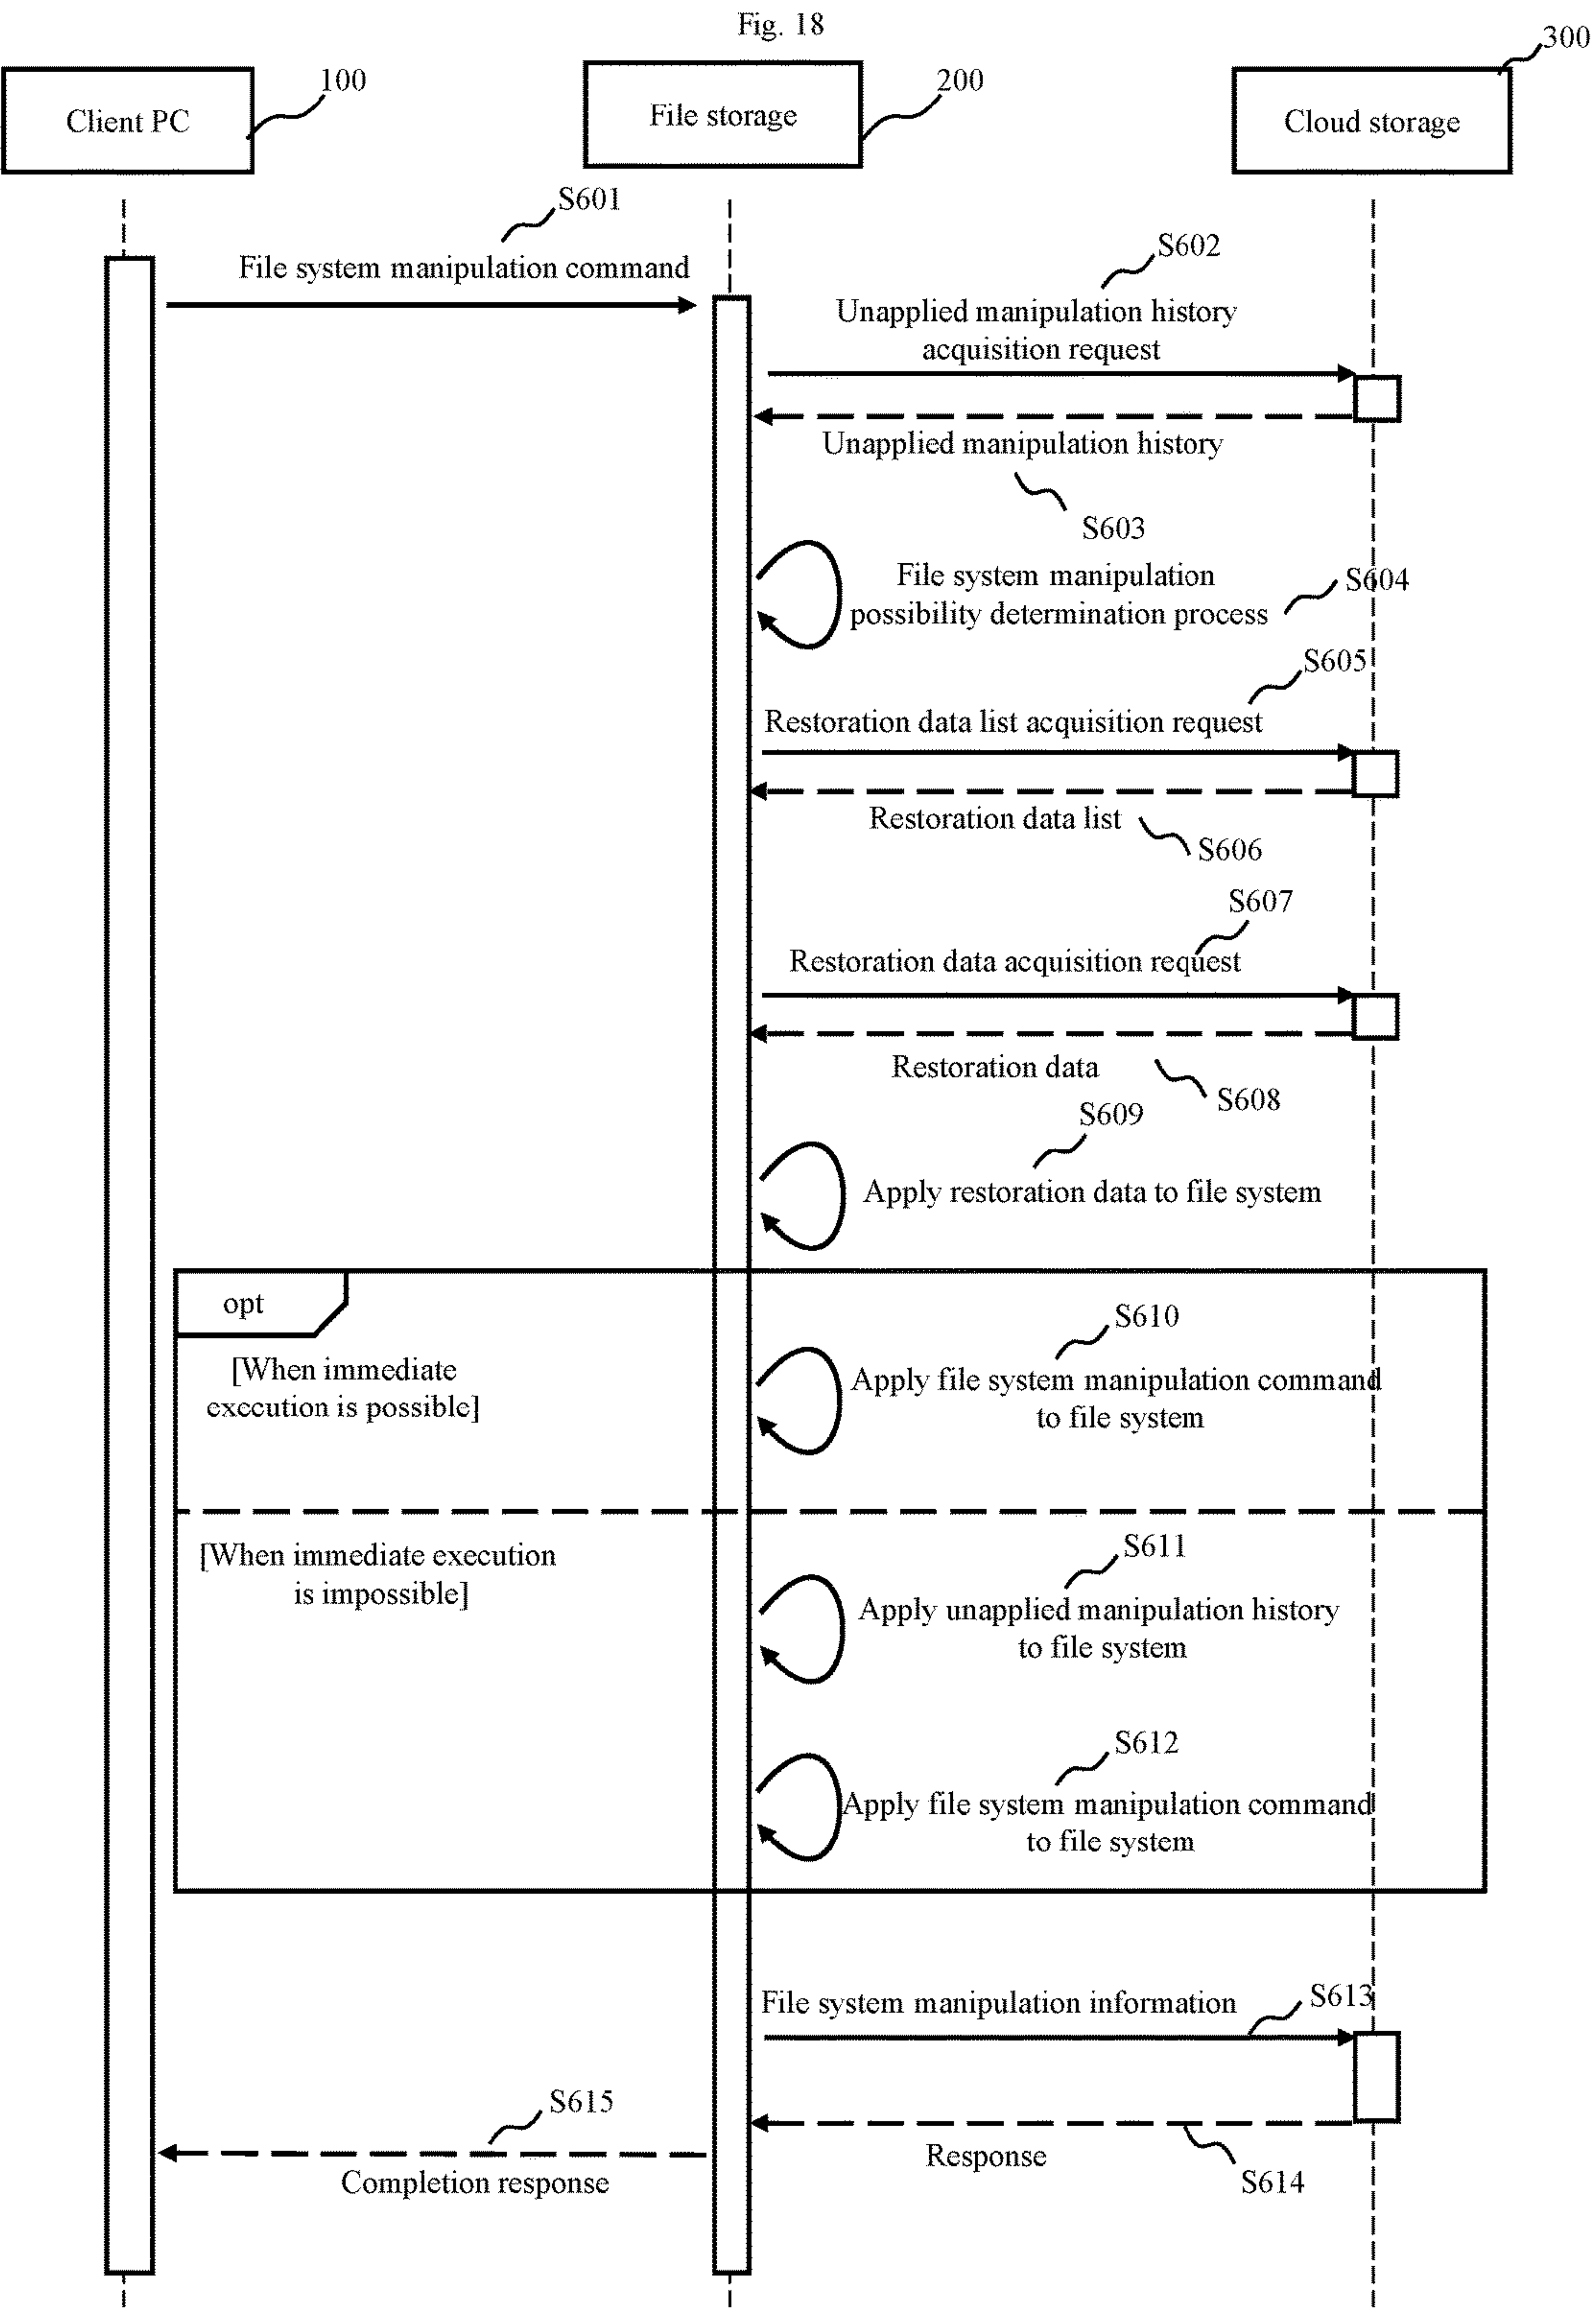 Fig. 18
Client PC
100
File storage
200
Cloud storage
300
S601
File system manipulation command
S602
Unapplied manipulation history
acquisition request
Unapplied manipulation history
S603
File system manipulation
possibility determination process
S604
S605
Restoration data list acquisition request
Restoration data list
S606
S607
Restoration data acquisition request
Restoration data
S608
S609
Apply restoration data to file system
opt
[When immediate
execution is possible]
S610
Apply file system manipulation command
to file system
[When immediate execution
is impossible]
S611
Apply unapplied manipulation history
to file system
S612
Apply file system manipulation command
to file system
File system manipulation information
S613
S615
Completion response
Response
S614